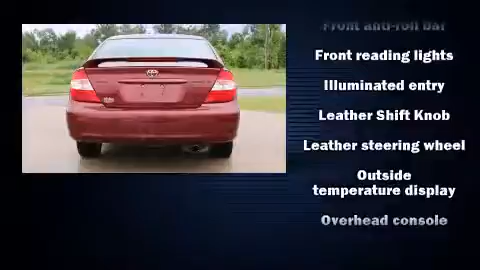 Front anti-roll bar
Front reading lights
Illuminated entry
Leather Shift Knob
Leather steering wheel
Outside
temperature display
Overhead console